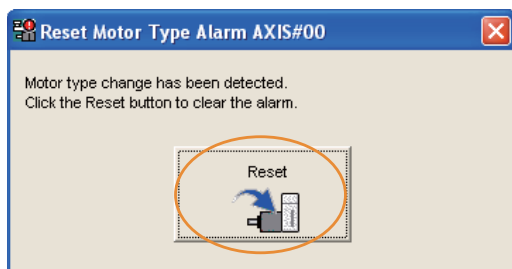 Reset Motor Type Alarm AXIS#00
Motor type change has been detected.
Click the Reset button to clear the alarm.
Reset